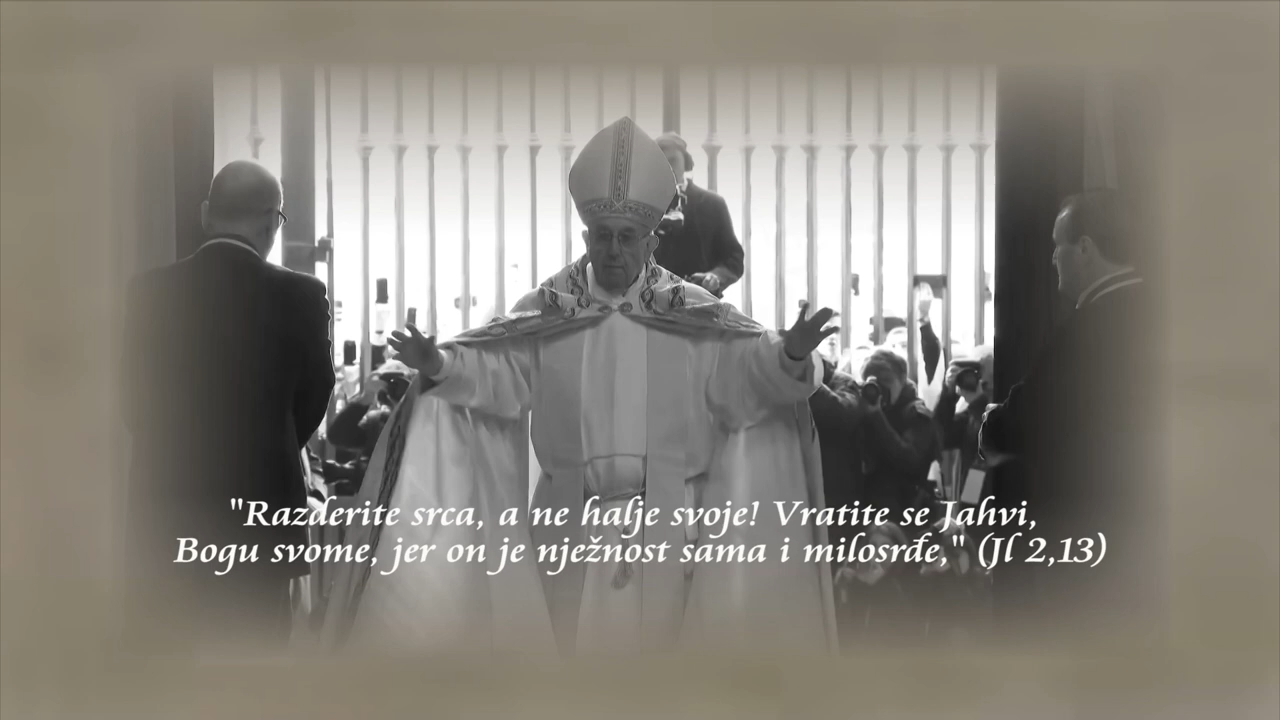 "Razderite srca, a ne halje svoje! Vratite se Jahvi,
Bogu svome, jer on je nježnost sama i milosrđe," (Jl 2,13)